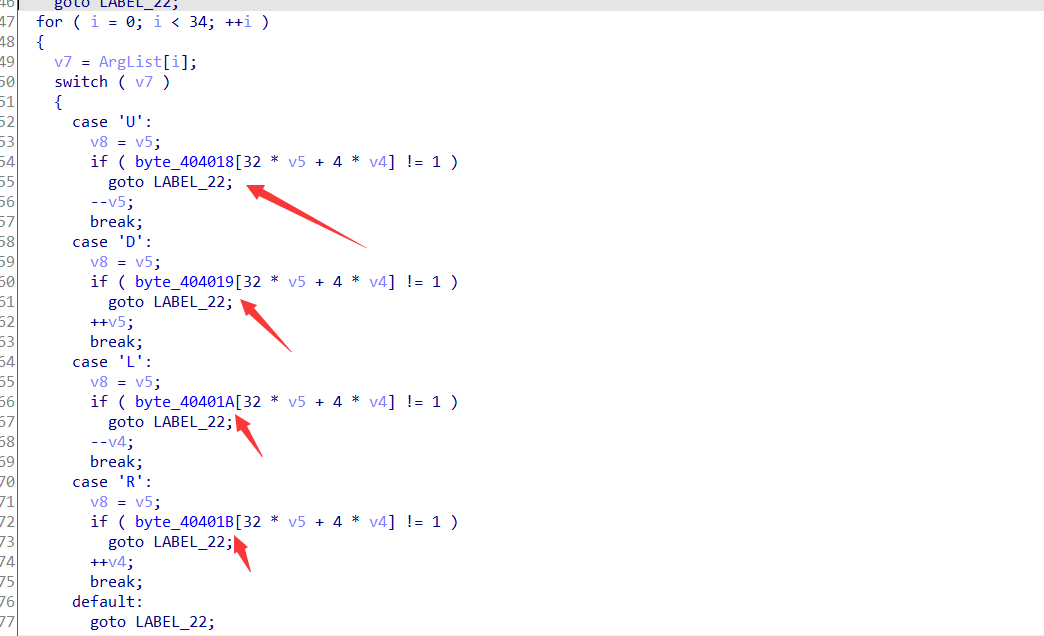 46 goto LABEL_22;
47 for ( i = 0; i < 34; ++i )
48 {
49 v7 = ArgList[i];
50 switch ( v7 )
51 {
52 case 'U':
53 v8 = v5;
54 if ( byte_404018[32 * v5 + 4 * v4] != 1 )
55 goto LABEL_22;
56 --v5;
57 break;
58 case 'D':
59 v8 = v5;
60 if ( byte_404019[32 * v5 + 4 * v4] != 1 )
61 goto LABEL_22;
62 ++v5;
63 break;
64 case 'L':
65 v8 = v5;
66 if ( byte_40401A[32 * v5 + 4 * v4] != 1 )
67 goto LABEL_22;
68 --v4;
69 break;
70 case 'R':
71 v8 = v5;
72 if ( byte_40401B[32 * v5 + 4 * v4] != 1 )
73 goto LABEL_22;
74 ++v4;
75 break;
76 default:
77 goto LABEL_22;